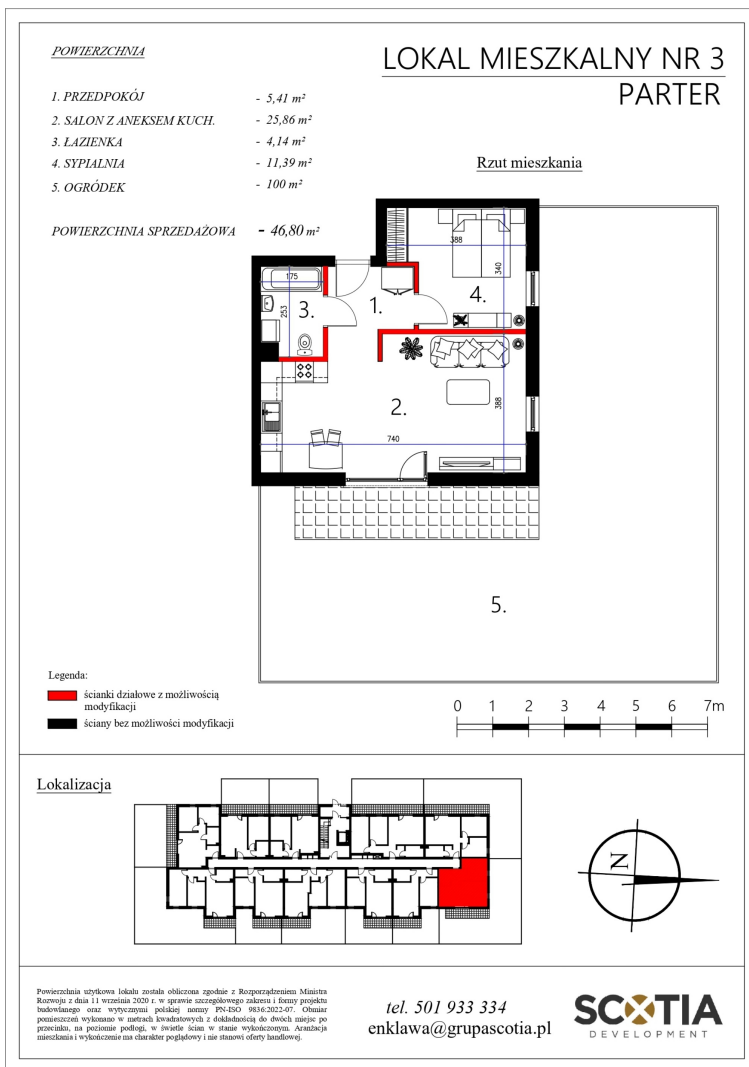 POWIERZCHNIA
1. PRZEDPOKÓJ - 5,41 m²
2. SALON Z ANEKSEM KUCH. - 25,86 m²
3. ŁAZIENKA - 4,14 m²
4. SYPIALNIA - 11,39 m²
5. OGRÓDEK - 100 m²
POWIERZCHNIA SPRZEDAŻOWA - 46,80 m²
LOKAL MIESZKALNY NR 3
PARTER
Rzut mieszkania
388
340
175
253
1.
3.
4.
2.
388
740
5.
Legenda:
ścianki działowe z możliwością
modyfikacji
ściany bez możliwości modyfikacji
0 1 2 3 4 5 6 7m
Lokalizacja
N
Powierzchnia użytkowa lokalu została obliczona zgodnie z Rozporządzeniem Ministra
Rozwoju z dnia 11 września 2020 r. w sprawie szczegółowego zakresu i formy projektu
budowlanego oraz wytycznymi polskiej normy PN-ISO 9836:2022-07. Obmiar
pomieszczeń wykonano w metrach kwadratowych z dokładnością do dwóch miejsc po
przecinku, na poziomie podłogi, w świetle ścian w stanie wykończonym. Aranżacja
mieszkania i wykończenie ma charakter poglądowy i nie stanowi oferty handlowej.
tel. 501 933 334
enklawa@grupascotia.pl
SCOTIA
DEVELOPMENT